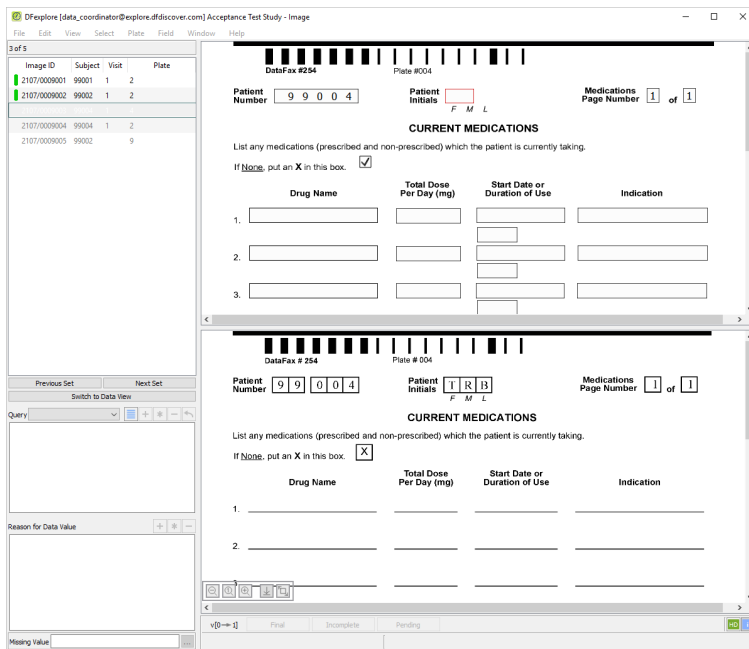 DFexplore [data_coordinator@explore.dfdiscover.com] Acceptance Test Study - Image
File Edit View Select Plate Field Window Help
3 of 5
Image ID Subject Visit Plate
2107/0009001 99001 1 2
2107/0009002 99002 1 2
2107/0009004 99004 1 2
2107/0009005 99002 9
Previous Set Next Set
Switch to Data View
Query
Reason for Data Value
Missing Value
DataFax #254 Plate #004
Patient Number 9 9 0 0 4 Patient Initials Medications Page Number 1 of 1
F M L
CURRENT MEDICATIONS
List any medications (prescribed and non-prescribed) which the patient is currently taking.
If None, put an X in this box.
Drug Name Total Dose Per Day (mg) Start Date or Duration of Use Indication
1.
2.
3.
DataFax # 254 Plate # 004
Patient Number 9 9 0 0 4 Patient Initials T R B Medications Page Number 1 of 1
F M L
CURRENT MEDICATIONS
List any medications (prescribed and non-prescribed) which the patient is currently taking.
If None, put an X in this box. X
Drug Name Total Dose Per Day (mg) Start Date or Duration of Use Indication
1.
2.
3.
v[0→1] Final Incomplete Pending
HD